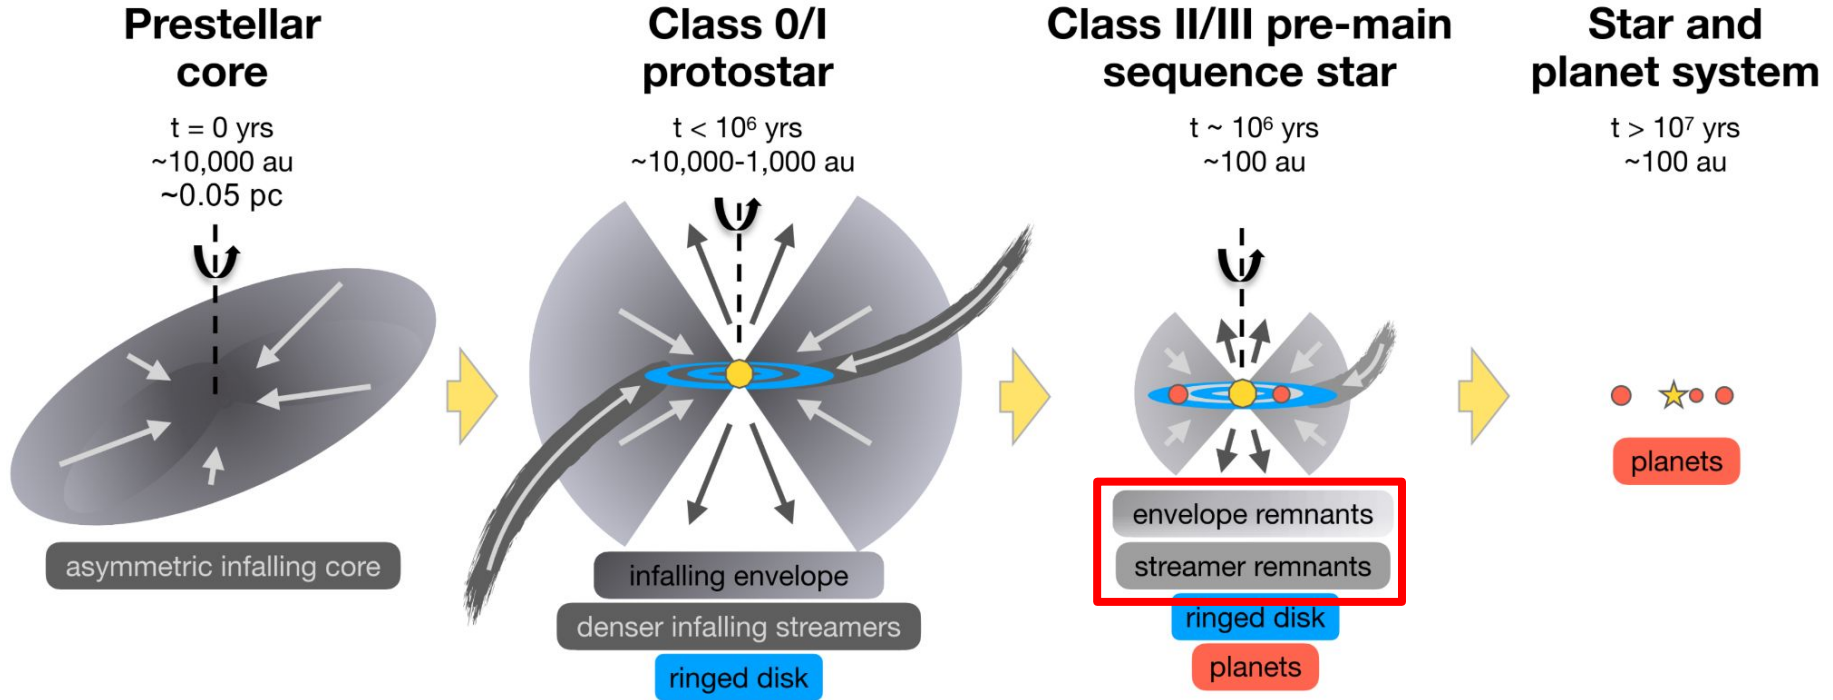 Prestellar
core
t = 0 yrs
~10,000 au
~0.05 pc
asymmetric infalling core
Class 0/I
protostar
t < 10⁶ yrs
~10,000-1,000 au
infalling envelope
denser infalling streamers
ringed disk
Class II/III pre-main
sequence star
t ~ 10⁶ yrs
~100 au
envelope remnants
streamer remnants
ringed disk
planets
Star and
planet system
t > 10⁷ yrs
~100 au
planets